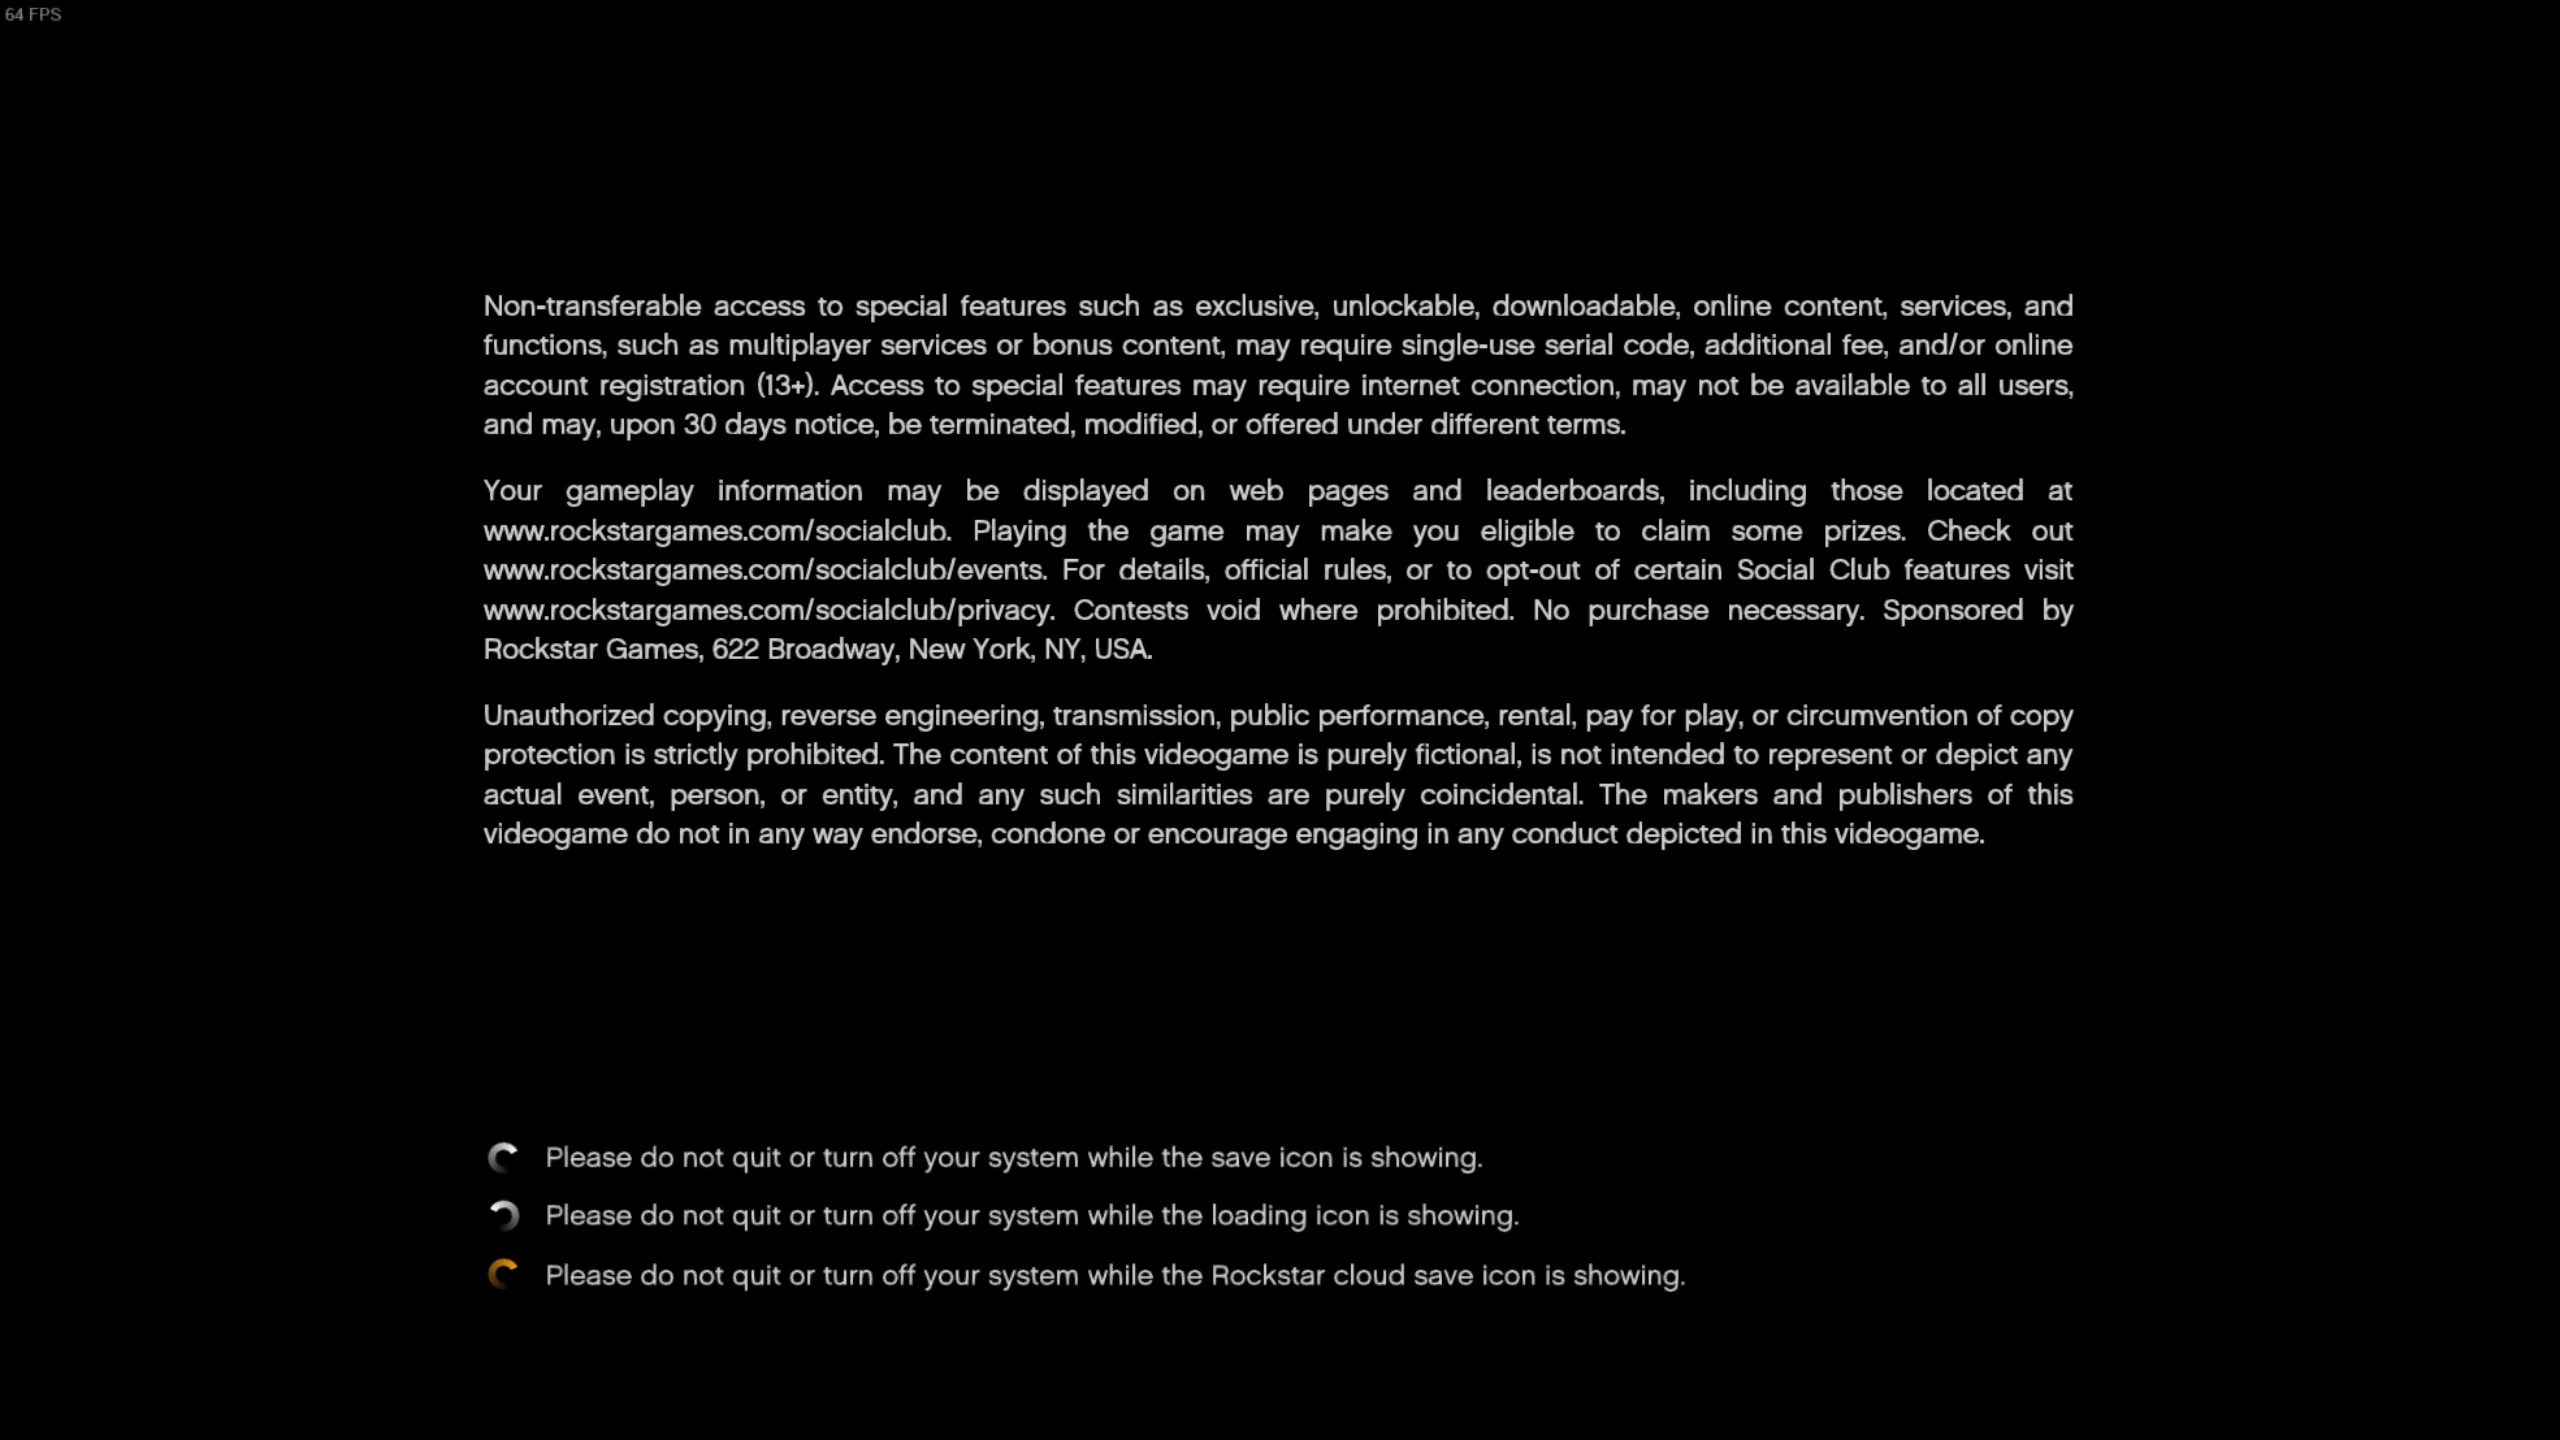 64 FPS
Non-transferable access to special features such as exclusive, unlockable, downloadable, online content, services, and
functions, such as multiplayer services or bonus content, may require single-use serial code, additional fee, and/or online
account registration (13+). Access to special features may require internet connection, may not be available to all users,
and may, upon 30 days notice, be terminated, modified, or offered under different terms.
Your gameplay information may be displayed on web pages and leaderboards, including those located at
www.rockstargames.com/socialclub. Playing the game may make you eligible to claim some prizes. Check out
www.rockstargames.com/socialclub/events. For details, official rules, or to opt-out of certain Social Club features visit
www.rockstargames.com/socialclub/privacy. Contests void where prohibited. No purchase necessary. Sponsored by
Rockstar Games, 622 Broadway, New York, NY, USA.
Unauthorized copying, reverse engineering, transmission, public performance, rental, pay for play, or circumvention of copy
protection is strictly prohibited. The content of this videogame is purely fictional, is not intended to represent or depict any
actual event, person, or entity, and any such similarities are purely coincidental. The makers and publishers of this
videogame do not in any way endorse, condone or encourage engaging in any conduct depicted in this videogame.
Please do not quit or turn off your system while the save icon is showing.
Please do not quit or turn off your system while the loading icon is showing.
Please do not quit or turn off your system while the Rockstar cloud save icon is showing.